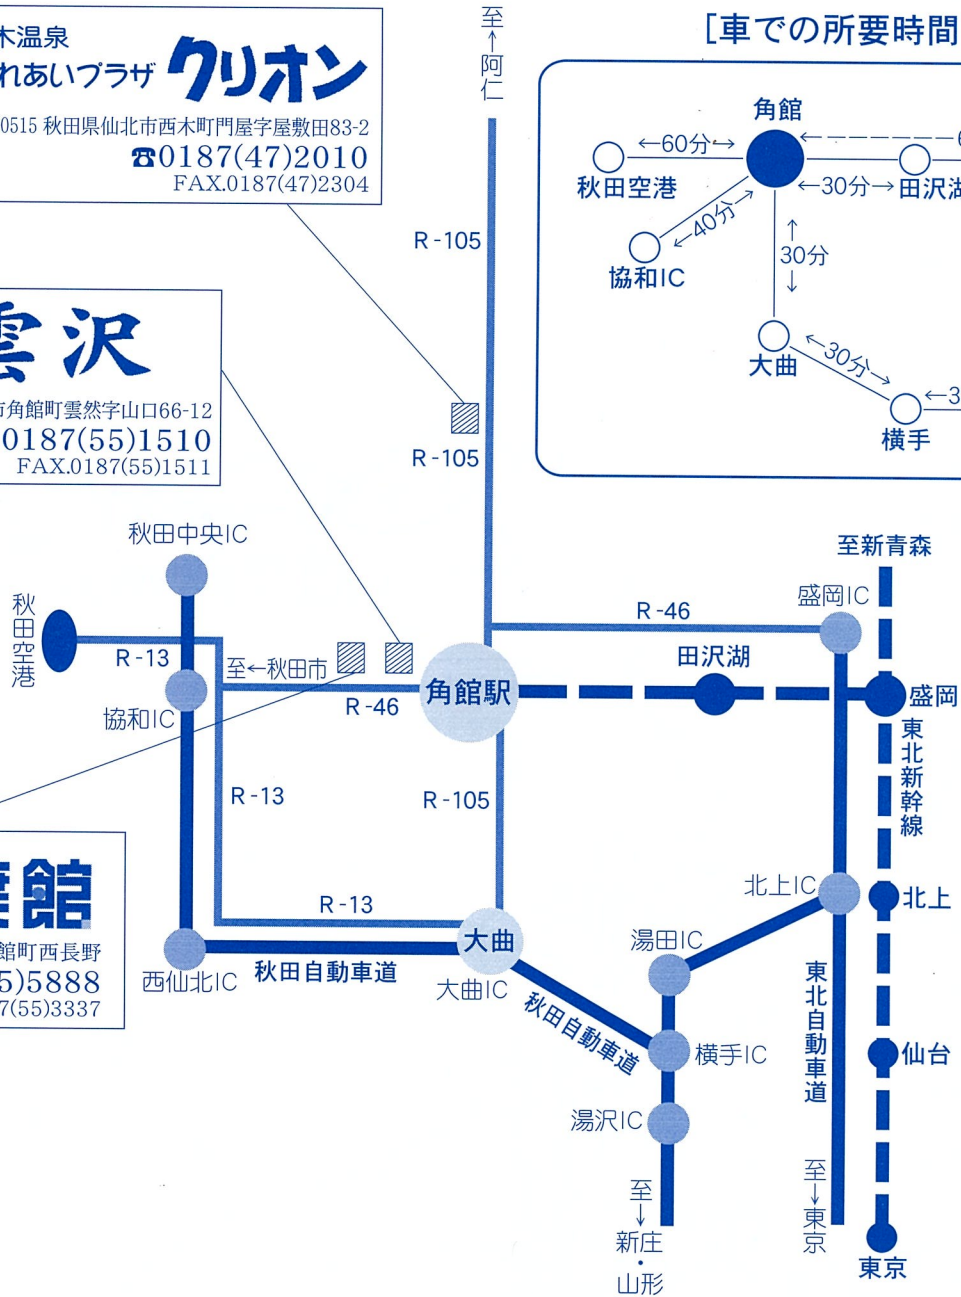 木温泉
れあいプラザ クリオン
0515 秋田県仙北市西木町門屋字屋敷田83-2
☎0187(47)2010
FAX.0187(47)2304
至←阿仁
[車での所要時間
角館
←60分→
秋田空港
←30分→
田沢湖
←40分→
協和IC
←30分→
大曲
←30分→
横手
←3
R-105
雲沢
市角館町雲然字山口66-12
0187(55)1510
FAX.0187(55)1511
R-105
秋田中央IC
至新青森
盛岡IC
秋田空港
R-13
至←秋田市
R-46
田沢湖
協和IC
R-46
角館駅
盛岡
東北新幹線
R-13
R-105
館
館町西長野
5)5888
7(55)3337
R-13
大曲
西仙北IC
秋田自動車道
大曲IC
秋田自動車道
北上IC
北上
湯田IC
東北自動車道
横手IC
仙台
湯沢IC
至→新庄・山形
至→東京
東京